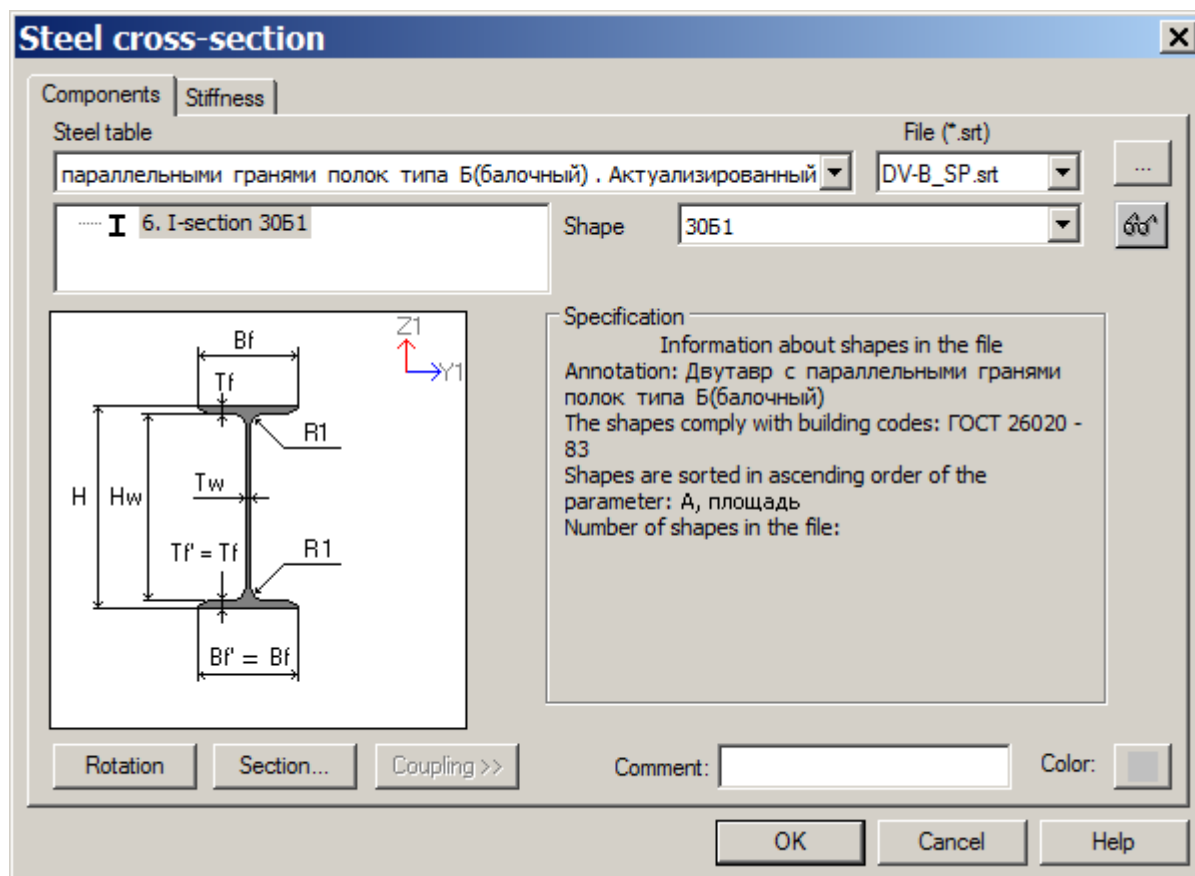 Steel cross-section
Components
Stiffness
Steel table
File (*.srt)
параллельными гранями полок типа Б(балочный) . Актуализированный
DV-B_SP.srt
...
6. I-section 30Б1
Shape
30Б1
Bf
Tf
R1
H
Hw
Tw
Tf' = Tf
R1
Bf' = Bf
Z1
Y1
Specification
Information about shapes in the file
Annotation: Двутавр с параллельными гранями
полок типа Б(балочный)
The shapes comply with building codes: ГОСТ 26020 -
83
Shapes are sorted in ascending order of the
parameter: А, площадь
Number of shapes in the file:
Rotation
Section...
Coupling >>
Comment:
Color:
OK
Cancel
Help